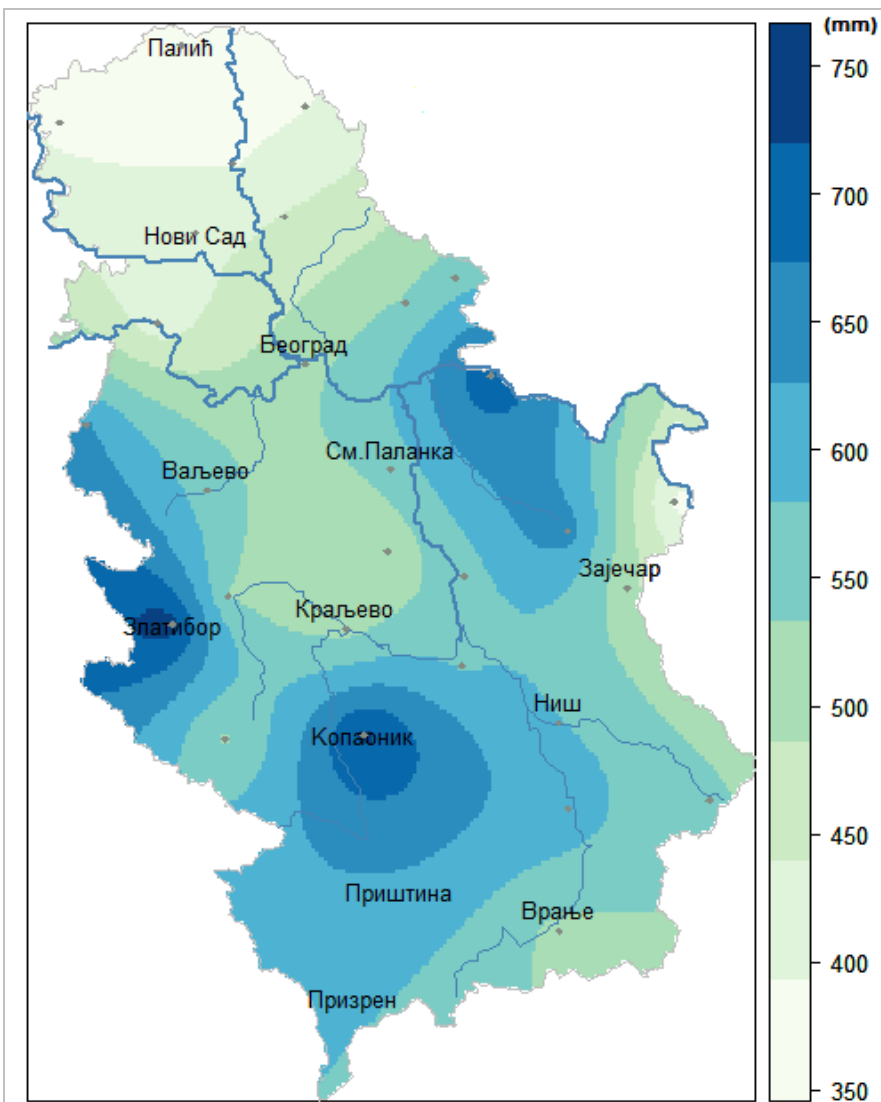 (mm)
Палић
750
700
Нови Сад
650
Београд
600
См.Паланка
Ваљево
550
Зајечар
Краљево
Златибор
500
Ниш
Копаоник
450
Приштина
Врање
400
Призрен
350